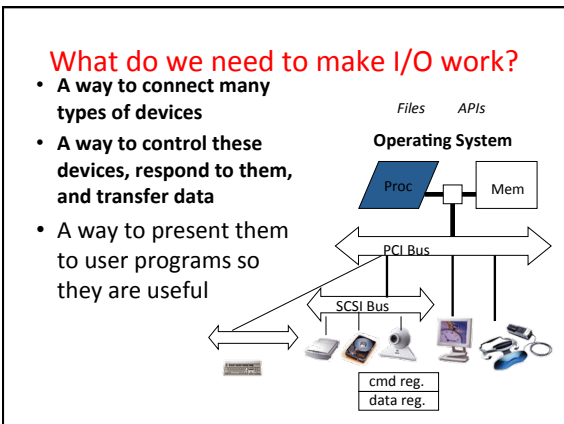 What do we need to make I/O work?
• A way to connect many
types of devices
• A way to control these
devices, respond to them,
and transfer data
• A way to present them
to user programs so
they are useful
Files APIs
Operating System
Proc
Mem
PCI Bus
SCSI Bus
cmd reg.
data reg.